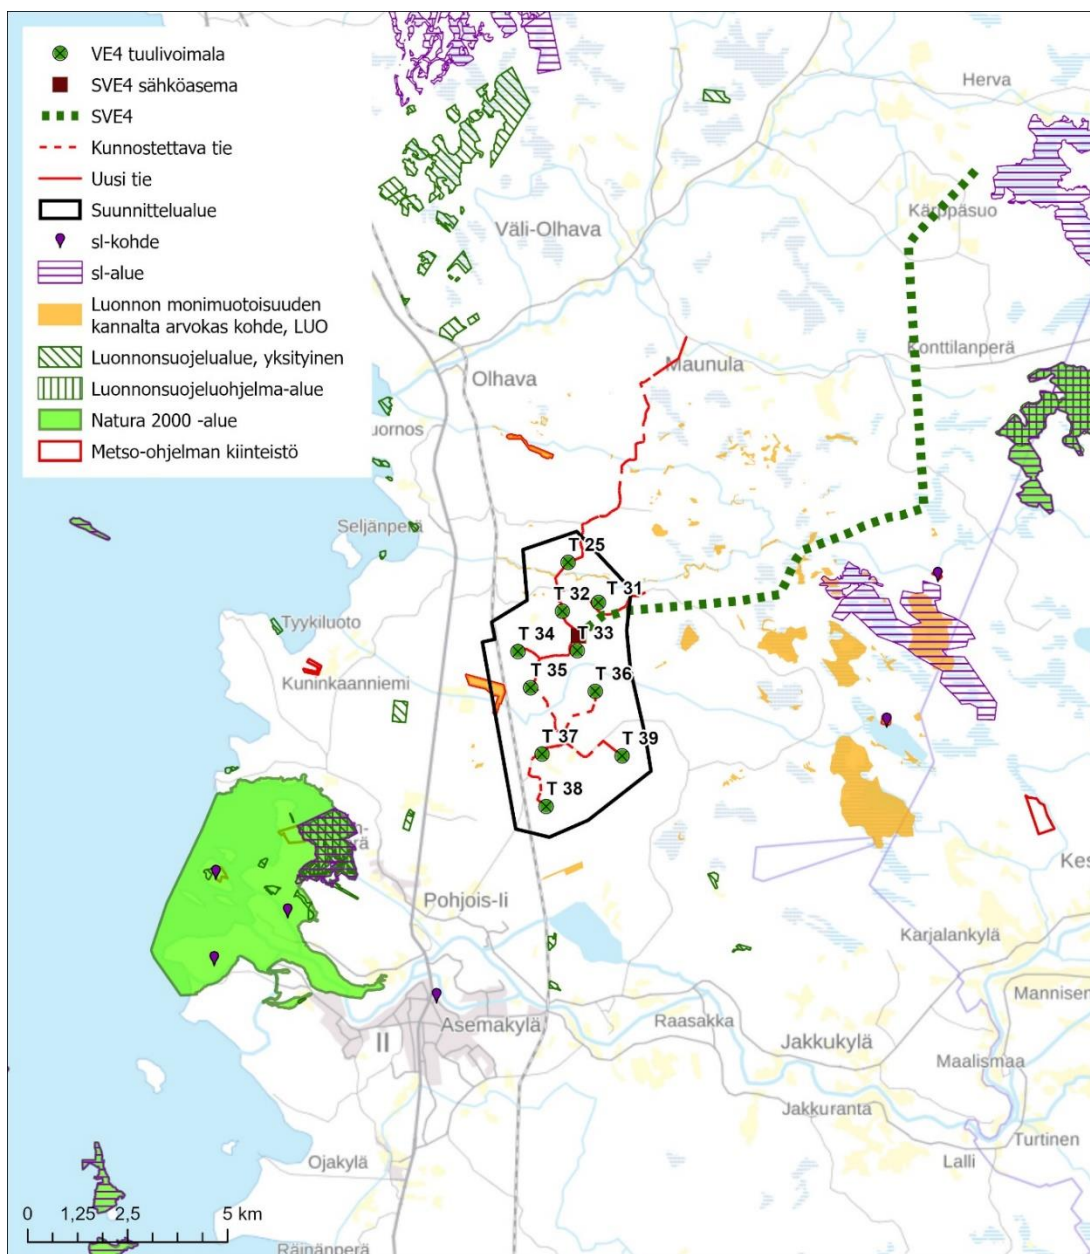 VE4 tuulivoimala
SVE4 sähköasema
SVE4
Kunnostettava tie
Uusi tie
Suunnittelualue
sl-kohde
sl-alue
Luonnon monimuotoisuuden
kannalta arvokas kohde, LUO
Luonnonsuojelualue, yksityinen
Luonnonsuojeluohjelma-alue
Natura 2000 -alue
Metso-ohjelman kiinteistö
Herva
Kärppäsuo
Väli-Olhava
Konttilanperä
Maunula
Olhava
uornos
Seljänperä
T 25
T 31
T 32
Tyykiluoto
T 34
T 33
T 35
T 36
Kuninkaanniemi
T 37
T 39
T 38
Kes
Pohjois-Ii
Karjalankylä
Mannisen
Asemakylä
Raasakka
II
Jakkukylä
Maalismaa
Jakkuranta
Turtinen
Ojakylä
Lalli
0 1,25 2,5 5 km
Räinänperä